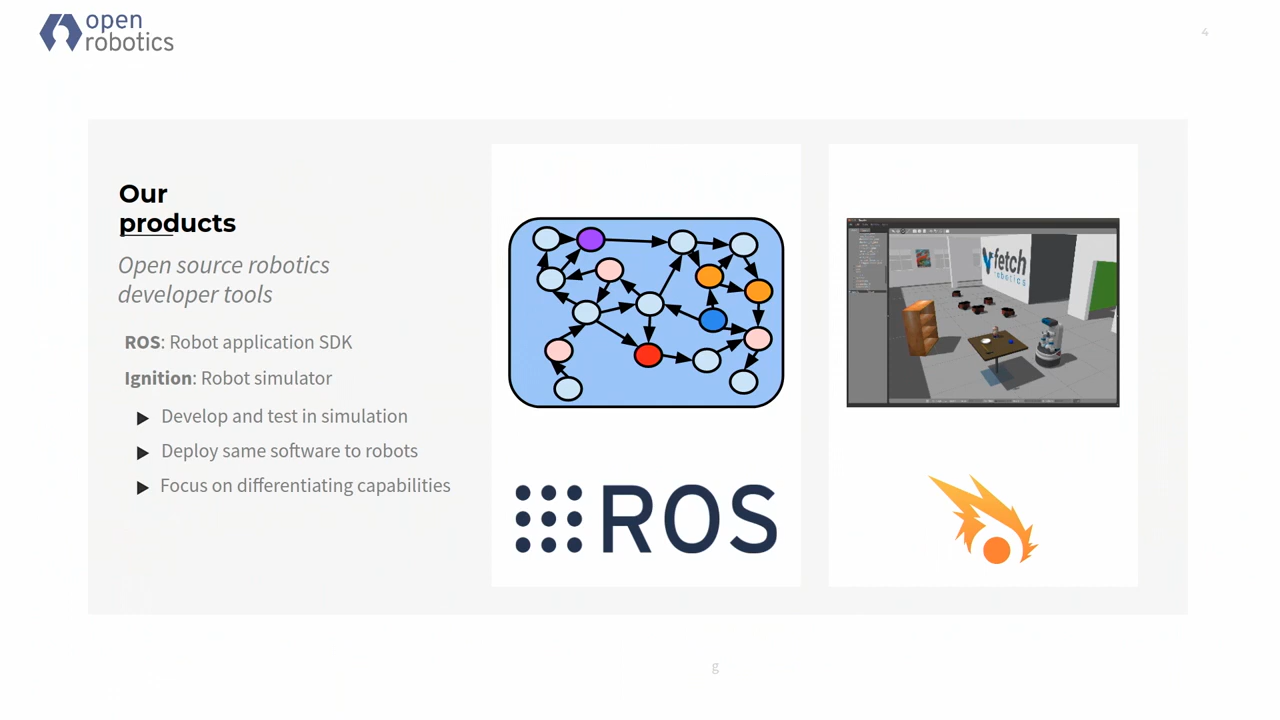 open
robotics
4
Our
products
Open source robotics
developer tools
ROS: Robot application SDK
Ignition: Robot simulator
Develop and test in simulation
Deploy same software to robots
Focus on differentiating capabilities
fetch
robotics
ROS
g